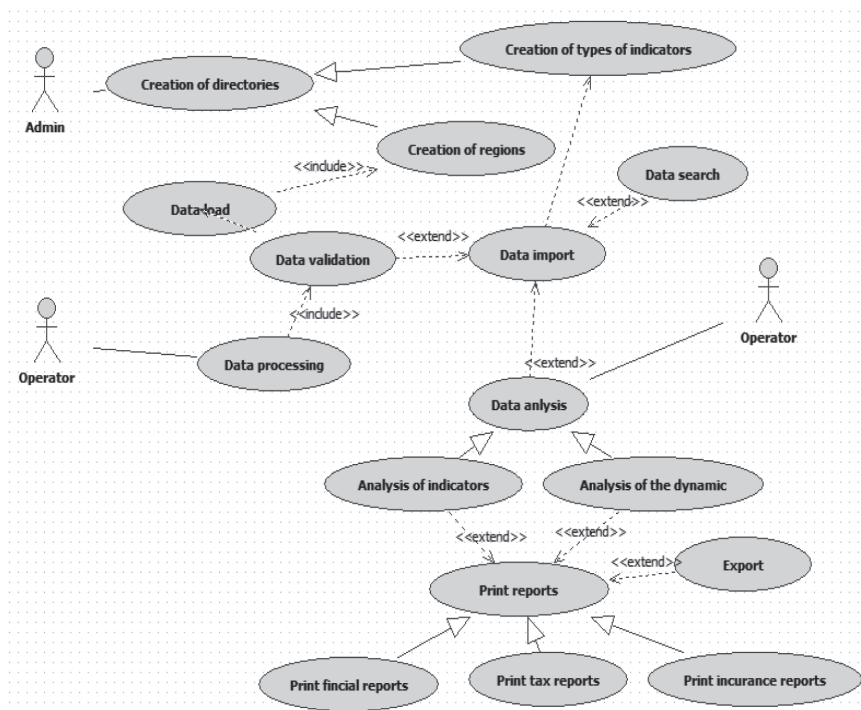 Creation of types of indicators
Creation of directories
Admin
Creation of regions
<<include>>
Data search
<<extend>>
Data load
<<extend>>
Data validation
Data import
<<include>>
Operator
Operator
Data processing
<<extend>>
Data anlysis
Analysis of indicators
Analysis of the dynamic
<<extend>>
<<extend>>
<<extend>>
Export
Print reports
Print fincial reports
Print tax reports
Print incurance reports